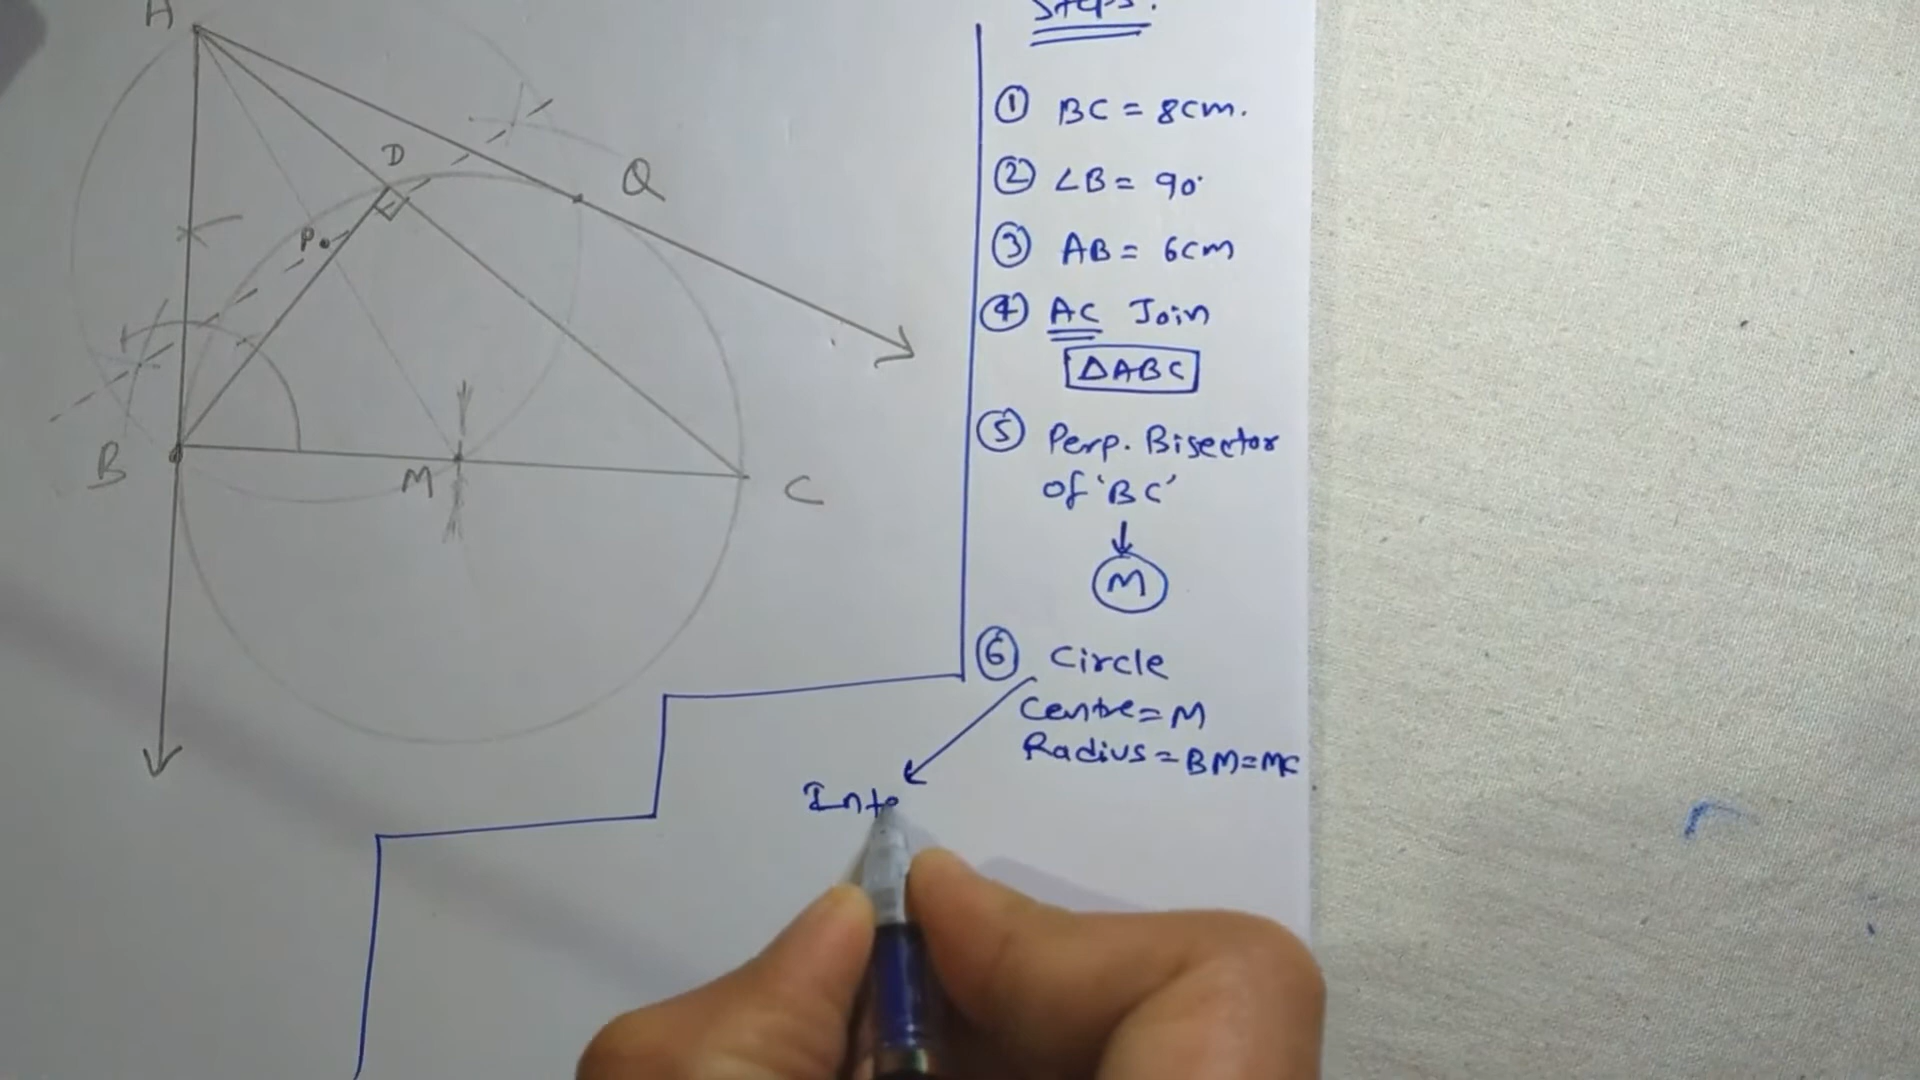 A
D
Q
P
B
M
C
Steps:
① BC = 8cm.
② ∠B = 90°
③ AB = 6cm
④ AC Join
△ABC
⑤ Perp. Bisector
of 'BC'
↓
M
⑥ Circle
Centre = M
Radius = BM = MC
Inte